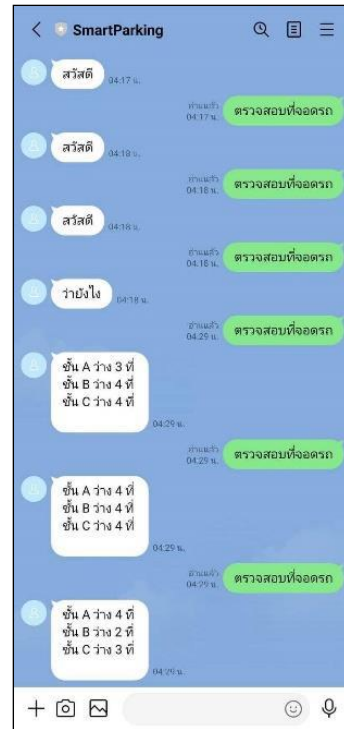 SmartParking
สวัสดี
04:17 น.
อ่านแล้ว
04:17 น.
ตรวจสอบที่จอดรถ
สวัสดี
04:18 น.
อ่านแล้ว
04:18 น.
ตรวจสอบที่จอดรถ
สวัสดี
04:18 น.
อ่านแล้ว
04:18 น.
ตรวจสอบที่จอดรถ
ว่ายังไง
04:18 น.
อ่านแล้ว
04:29 น.
ตรวจสอบที่จอดรถ
ชั้น A ว่าง 3 ที่
ชั้น B ว่าง 4 ที่
ชั้น C ว่าง 4 ที่
04:29 น.
อ่านแล้ว
04:29 น.
ตรวจสอบที่จอดรถ
ชั้น A ว่าง 4 ที่
ชั้น B ว่าง 4 ที่
ชั้น C ว่าง 4 ที่
04:29 น.
อ่านแล้ว
04:29 น.
ตรวจสอบที่จอดรถ
ชั้น A ว่าง 4 ที่
ชั้น B ว่าง 2 ที่
ชั้น C ว่าง 3 ที่
04:29 น.